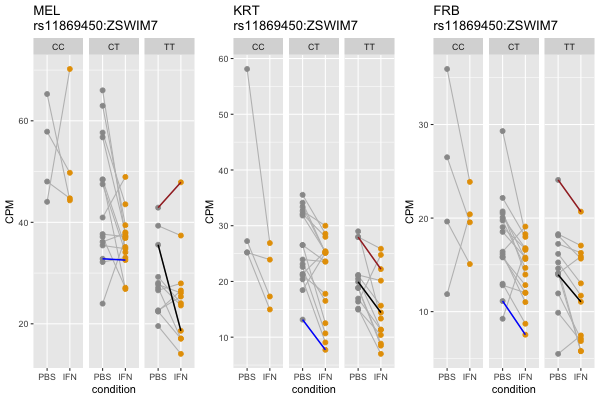 MEL
rs11869450:ZSWIM7
CC CT TT
CPM
60
40
20
PBS IFN PBS IFN PBS IFN
condition
KRT
rs11869450:ZSWIM7
CC CT TT
CPM
60
50
40
30
20
10
PBS IFN PBS IFN PBS IFN
condition
FRB
rs11869450:ZSWIM7
CC CT TT
CPM
30
20
10
PBS IFN PBS IFN PBS IFN
condition